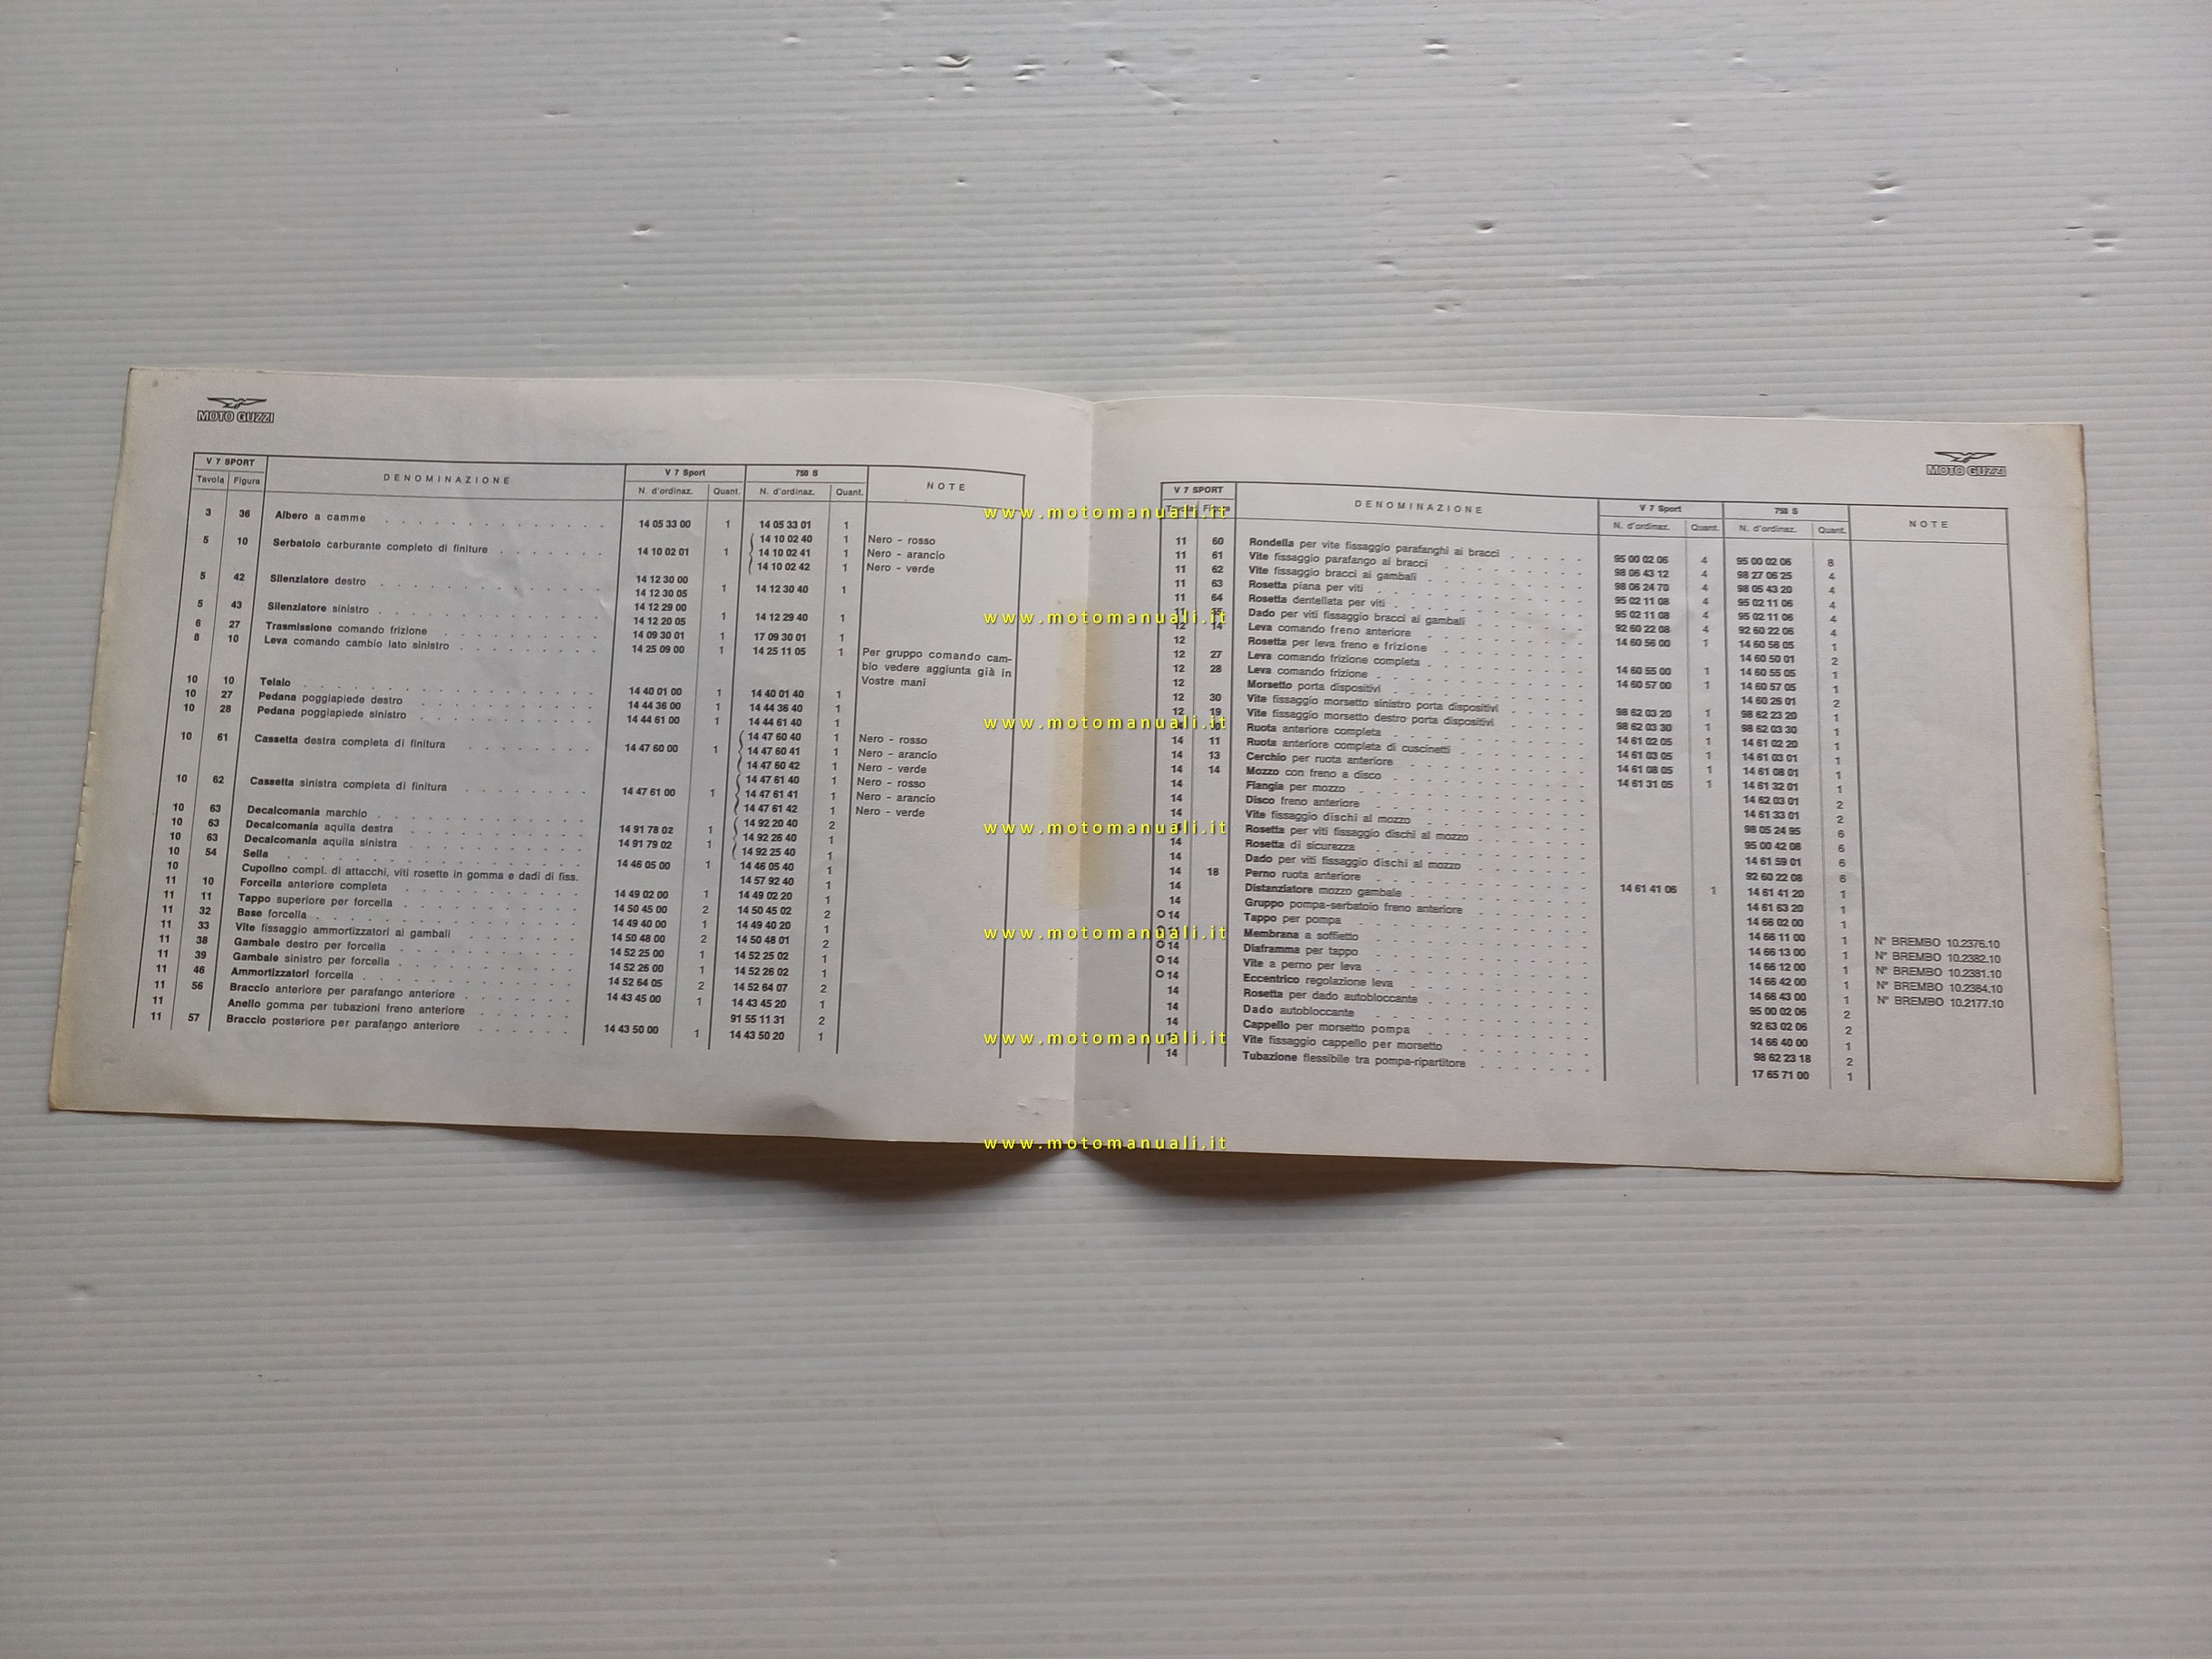 MOTO GUZZI
V 7 SPORT DENOMINAZIONE V 7 Sport 750 S NOTE
Tavola Figura N. d'ordinaz. Quant. N. d'ordinaz. Quant.
3 36 Albero a camme 14 05 33 00 1 14 05 33 01 1
5 10 Serbatoio carburante completo di finiture 14 10 02 01 1 14 10 02 40 1 Nero - rosso
14 10 02 41 1 Nero - arancio
14 10 02 42 1 Nero - verde
5 42 Silenziatore destro 14 12 30 00
14 12 30 05 1 14 12 30 40 1
5 43 Silenziatore sinistro 14 12 29 00
14 12 20 05 1 14 12 29 40 1
6 27 Trasmissione comando frizione 14 09 30 01 1 17 09 30 01 1
8 10 Leva comando cambio lato sinistro 14 25 09 00 1 14 25 11 05 1 Per gruppo comando cam-
bio vedere aggiunta già in
Vostre mani
10 10 Telaio 14 40 01 00 1 14 40 01 40 1
10 27 Pedana poggiapiede destro 14 44 36 00 1 14 44 36 40 1
10 28 Pedana poggiapiede sinistro 14 44 61 00 1 14 44 61 40 1
10 61 Cassetta destra completa di finitura 14 47 60 00 1 14 47 60 40 1 Nero - rosso
14 47 60 41 1 Nero - arancio
14 47 60 42 1 Nero - verde
10 62 Cassetta sinistra completa di finitura 14 47 61 00 1 14 47 61 40 1 Nero - rosso
14 47 61 41 1 Nero - arancio
14 47 61 42 1 Nero - verde
10 63 Decalcomania marchio 14 92 20 40 2
10 63 Decalcomania aquila destra 14 91 78 02 1 14 92 26 40 1
10 63 Decalcomania aquila sinistra 14 91 79 02 1 14 92 25 40 1
10 54 Sella 14 46 05 00 1 14 46 05 40 1
10 Cupolino compl. di attacchi, viti rosette in gomma e dadi di fiss. 14 57 92 40 1
11 10 Forcella anteriore completa 14 49 02 00 1 14 49 02 20 1
11 11 Tappo superiore per forcella 14 50 45 00 2 14 50 45 02 2
11 32 Base forcella 14 49 40 00 1 14 49 40 20 1
11 33 Vite fissaggio ammortizzatori ai gambali 14 50 48 00 2 14 50 48 01 2
11 38 Gambale destro per forcella 14 52 25 00 1 14 52 25 02 1
11 39 Gambale sinistro per forcella 14 52 26 00 1 14 52 26 02 1
11 46 Ammortizzatori forcella 14 52 64 05 2 14 52 64 07 2
11 56 Braccio anteriore per parafango anteriore 14 43 45 00 1 14 43 45 20 1
11 Anello gomma per tubazioni freno anteriore 91 55 11 31 2
11 57 Braccio posteriore per parafango anteriore 14 43 50 00 1 14 43 50 20 1
MOTO GUZZI
V 7 SPORT DENOMINAZIONE V 7 Sport 750 S NOTE
N. d'ordinaz. Quant. N. d'ordinaz. Quant.
11 60 Rondella per vite fissaggio parafanghi ai bracci 95 00 02 06 4 95 00 02 06 8
11 61 Vite fissaggio parafango ai bracci 98 06 43 12 4 98 27 06 25 4
11 62 Vite fissaggio bracci ai gambali 98 06 24 70 4 98 05 43 20 4
11 63 Rosetta piana per viti 95 02 11 08 4 95 02 11 06 4
11 64 Rosetta dentellata per viti 95 02 11 08 4 95 02 11 06 4
11 Dado per viti fissaggio bracci ai gambali 92 60 22 08 4 92 60 22 06 4
12 14 Leva comando freno anteriore 14 60 56 00 1 14 60 56 05 1
12 Rosetta per leva freno e frizione 14 60 50 01 2
12 27 Leva comando frizione completa 14 60 55 00 1 14 60 55 05 1
12 28 Leva comando frizione 14 60 57 00 1 14 60 57 05 1
12 Morsetto porta dispositivi 14 60 26 01 2
12 30 Vite fissaggio morsetto sinistro porta dispositivi 98 62 03 20 1 98 62 23 20 1
12 19 Vite fissaggio morsetto destro porta dispositivi 98 62 03 30 1 98 62 03 30 1
Ruota anteriore completa 14 61 02 05 1 14 61 02 20 1
14 11 Ruota anteriore completa di cuscinetti 14 61 03 05 1 14 61 03 01 1
14 13 Cerchio per ruota anteriore 14 61 08 05 1 14 61 08 01 1
14 14 Mozzo con freno a disco 14 61 31 05 1 14 61 32 01 1
14 Flangia per mozzo 14 62 03 01 2
14 Disco freno anteriore 14 61 33 01 2
14 Vite fissaggio dischi al mozzo 98 05 24 95 6
Rosetta per viti fissaggio dischi al mozzo 95 00 42 08 6
14 Rosetta di sicurezza 14 61 59 01 6
14 Dado per viti fissaggio dischi al mozzo 92 60 22 08 6
14 18 Perno ruota anteriore 14 61 41 06 1 14 61 41 20 1
14 Distanziatore mozzo gambale 14 61 63 20 1
14 Gruppo pompa-serbatoio freno anteriore 14 66 02 00 1
O 14 Tappo per pompa 14 66 11 00 1 N° BREMBO 10.2376.10
Membrana a soffietto 14 66 13 00 1 N° BREMBO 10.2382.10
O 14 Diaframma per tappo 14 66 12 00 1 N° BREMBO 10.2381.10
O 14 Vite a perno per leva 14 66 42 00 1 N° BREMBO 10.2384.10
O 14 Eccentrico regolazione leva 14 66 43 00 1 N° BREMBO 10.2177.10
14 Rosetta per dado autobloccante 95 00 02 06 2
14 Dado autobloccante 92 63 02 06 2
14 Cappello per morsetto pompa 14 66 40 00 1
Vite fissaggio cappello per morsetto 98 62 23 18 2
14 Tubazione flessibile tra pompa-ripartitore 17 65 71 00 1
www.motomanuali.it
www.motomanuali.it
www.motomanuali.it
www.motomanuali.it
www.motomanuali.it
www.motomanuali.it
www.motomanuali.it